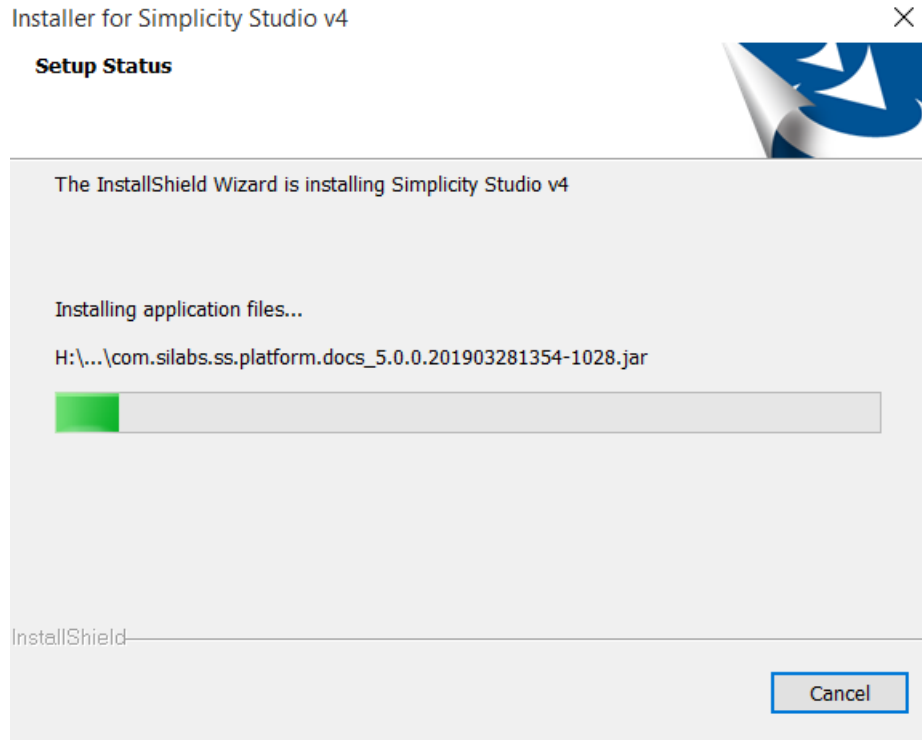 Installer for Simplicity Studio v4
Setup Status
The InstallShield Wizard is installing Simplicity Studio v4
Installing application files...
H:\...\com.silabs.ss.platform.docs_5.0.0.201903281354-1028.jar
InstallShield
Cancel